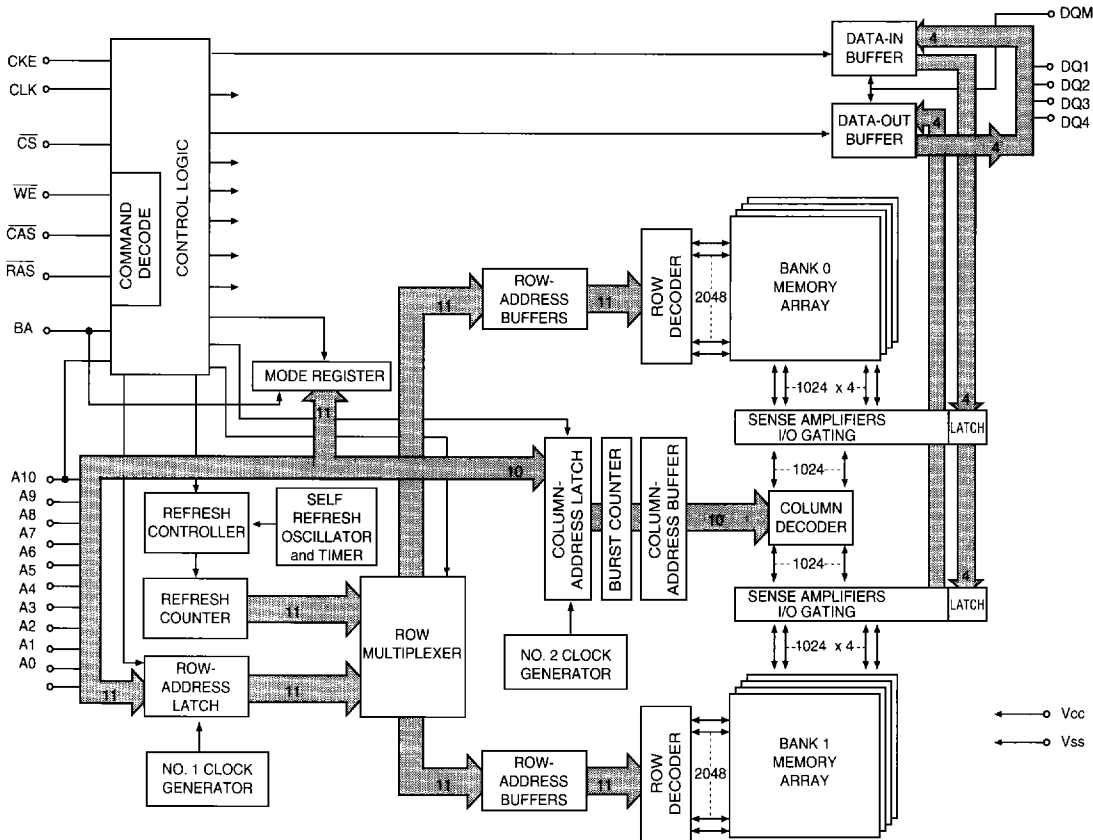 DQM
CKE
CLK
CS
WE
CAS
RAS
BA
COMMAND
DECODE
CONTROL LOGIC
DATA-IN
BUFFER
DATA-OUT
BUFFER
4
4
4
DQ1
DQ2
DQ3
DQ4
MODE REGISTER
11
11
ROW-
ADDRESS
BUFFERS
11
ROW
DECODER
2048
BANK 0
MEMORY
ARRAY
1024 x 4
SENSE AMPLIFIERS
I/O GATING
LATCH
4
1024
A10
A9
A8
A7
A6
A5
A4
A3
A2
A1
A0
10
REFRESH
CONTROLLER
SELF
REFRESH
OSCILLATOR
and TIMER
REFRESH
COUNTER
11
11
ROW-
ADDRESS
LATCH
11
NO. 1 CLOCK
GENERATOR
ROW
MULTIPLEXER
COLUMN-
ADDRESS LATCH
BURST COUNTER
COLUMN-
ADDRESS BUFFER
10
COLUMN
DECODER
1024
NO. 2 CLOCK
GENERATOR
SENSE AMPLIFIERS
I/O GATING
LATCH
4
1024 x 4
11
ROW-
ADDRESS
BUFFERS
11
ROW
DECODER
2048
BANK 1
MEMORY
ARRAY
Vcc
Vss